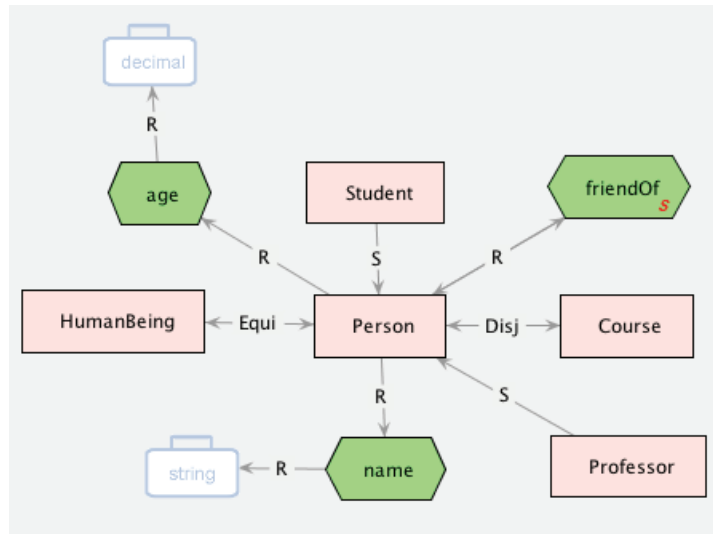 decimal
R
age
Student
friendOf
S
R
S
R
HumanBeing
Equi
Person
Disj
Course
R
S
string
R
name
Professor